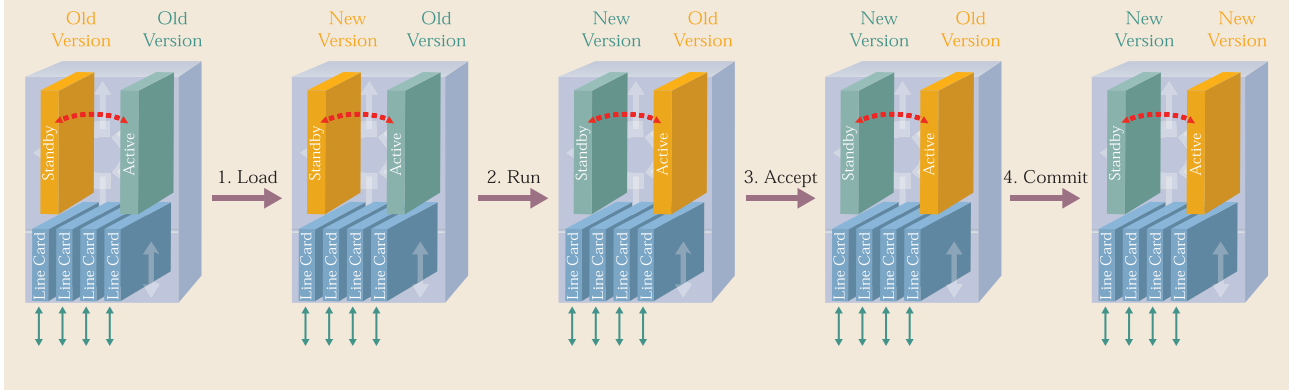 Old Version
Old Version
New Version
Old Version
New Version
Old Version
New Version
Old Version
New Version
New Version
Standby
Active
Line Card
Line Card
Line Card
Line Card
1. Load
Standby
Active
Line Card
Line Card
Line Card
Line Card
2. Run
Standby
Active
Line Card
Line Card
Line Card
Line Card
3. Accept
Standby
Active
Line Card
Line Card
Line Card
Line Card
4. Commit
Standby
Active
Line Card
Line Card
Line Card
Line Card